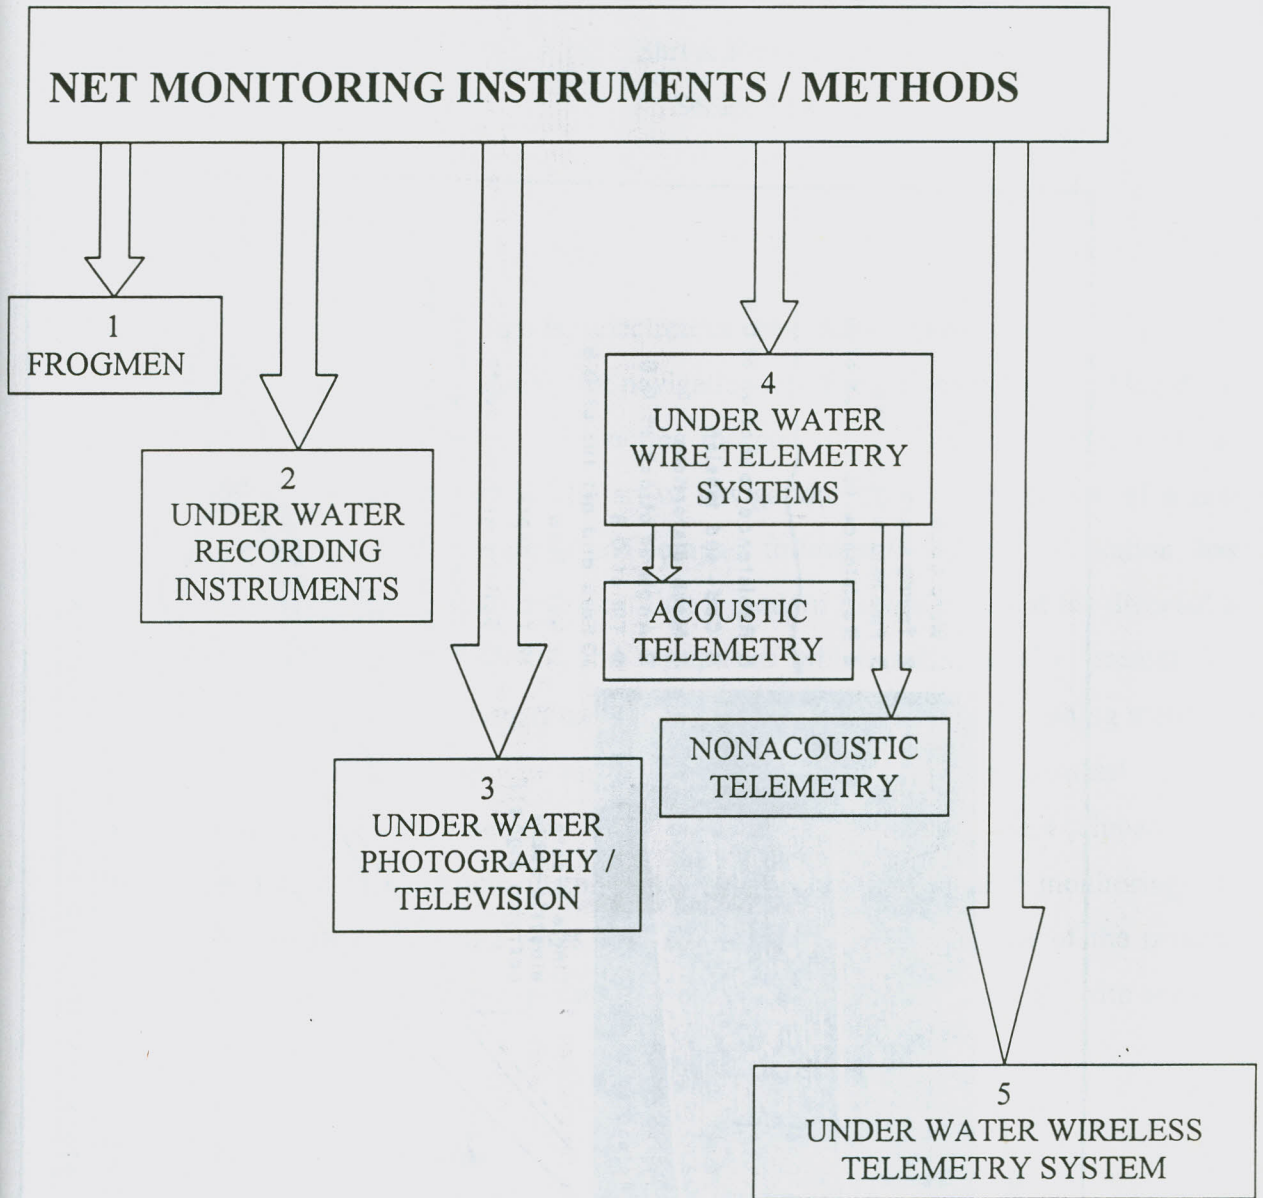 NET MONITORING INSTRUMENTS / METHODS
1
FROGMEN
2
UNDER WATER
RECORDING
INSTRUMENTS
3
UNDER WATER
PHOTOGRAPHY /
TELEVISION
4
UNDER WATER
WIRE TELEMETRY
SYSTEMS
ACOUSTIC
TELEMETRY
NONACOUSTIC
TELEMETRY
5
UNDER WATER WIRELESS
TELEMETRY SYSTEM